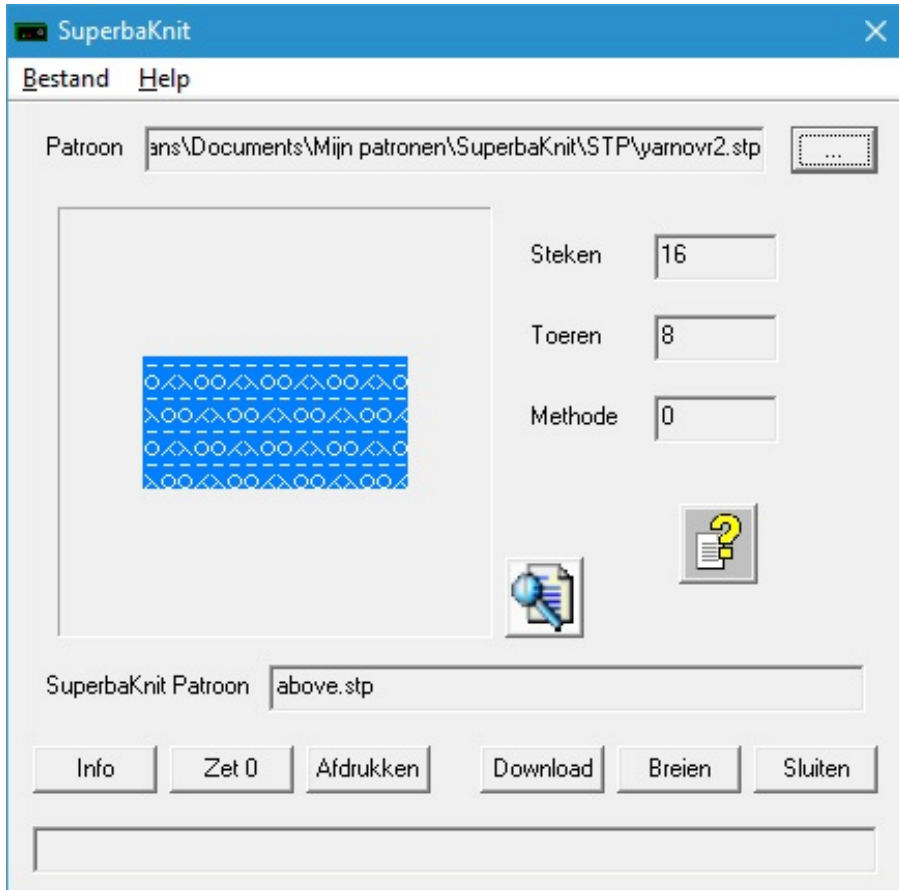 SuperbaKnit
Bestand Help
Patroon ans\Documents\Mijn patronen\SuperbaKnit\STP\yarnovr2.stp ...
Steken 16
Toeren 8
Methode 0
SuperbaKnit Patroon above.stp
Info Zet 0 Afdrukken Download Breien Sluiten